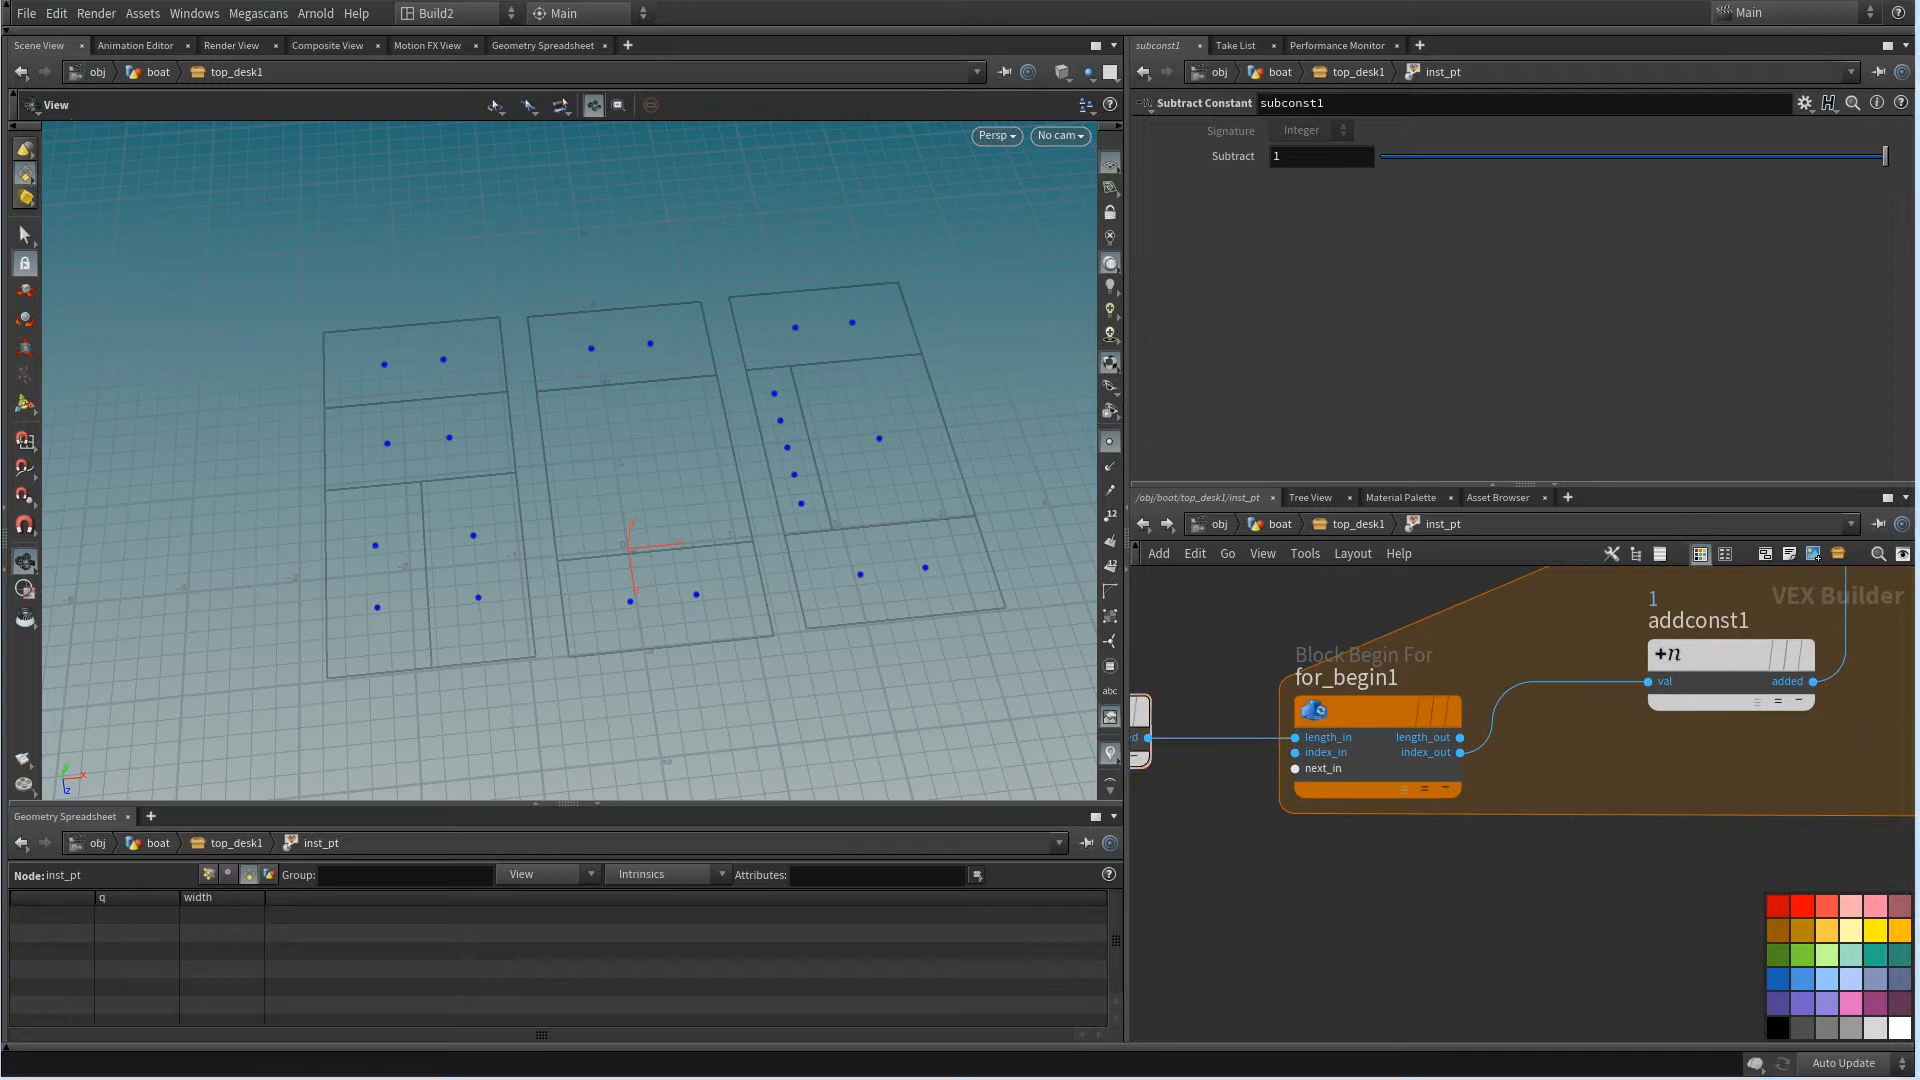 File Edit Render Assets Windows Megascans Arnold Help Build2 Main Main
Scene View Animation Editor Render View Composite View Motion FX View Geometry Spreadsheet
obj boat top_desk1
View
Persp No cam
subconst1 Take List Performance Monitor
obj boat top_desk1 inst_pt
Subtract Constant subconst1
Signature Integer
Subtract 1
/obj/boat/top_desk1/inst_pt Tree View Material Palette Asset Browser
obj boat top_desk1 inst_pt
Add Edit Go View Tools Layout Help
VEX Builder
1
addconst1
+n
val added
Block Begin For
for_begin1
length_in length_out
index_in index_out
next_in
12
12
abc
Geometry Spreadsheet
obj boat top_desk1 inst_pt
Node: inst_pt Group: View Intrinsics Attributes:
q width
Auto Update